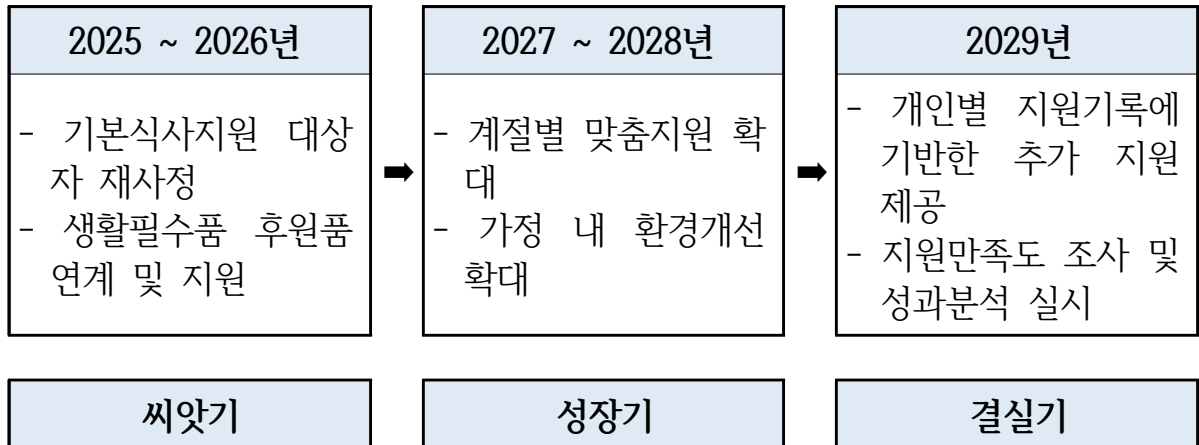 2025 ~ 2026년
- 기본식사지원 대상
자 재사정
- 생활필수품 후원품
연계 및 지원
➡
2027 ~ 2028년
- 계절별 맞춤지원 확
대
- 가정 내 환경개선
확대
➡
2029년
- 개인별 지원기록에
기반한 추가 지원
제공
- 지원만족도 조사 및
성과분석 실시
씨앗기
성장기
결실기